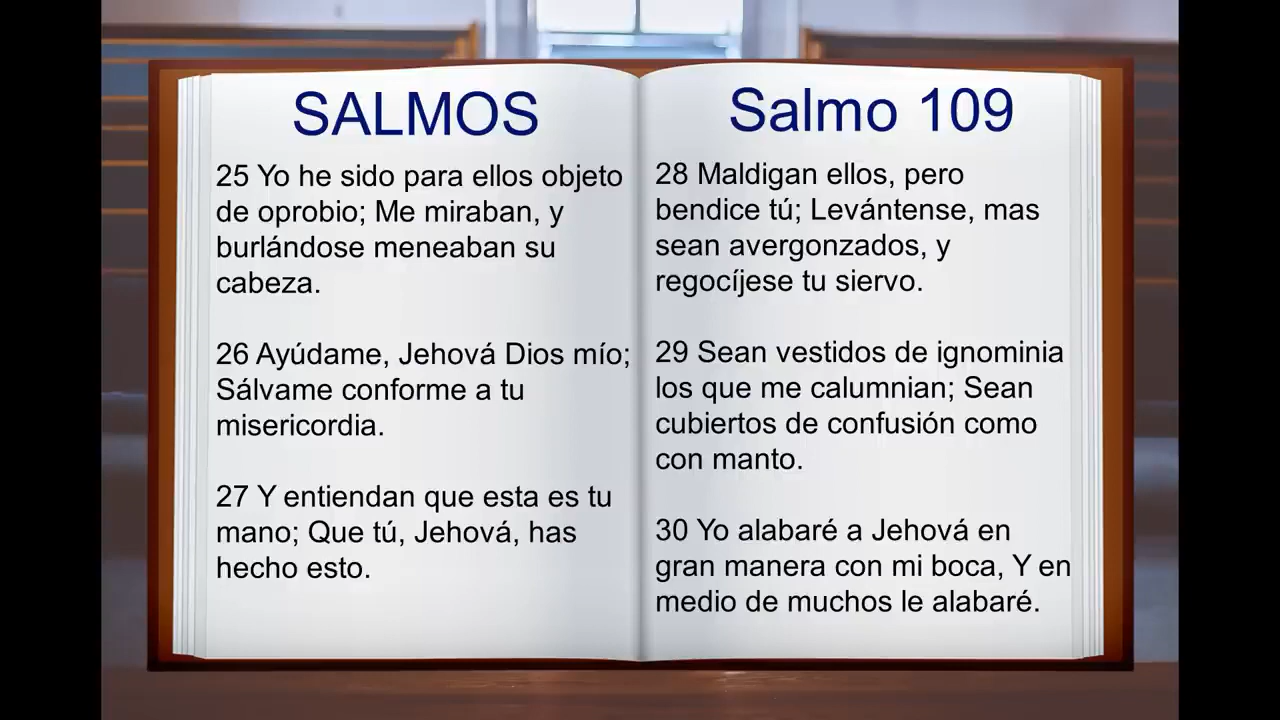 SALMOS
25 Yo he sido para ellos objeto
de oprobio; Me miraban, y
burlándose meneaban su
cabeza.
26 Ayúdame, Jehová Dios mío;
Sálvame conforme a tu
misericordia.
27 Y entiendan que esta es tu
mano; Que tú, Jehová, has
hecho esto.
Salmo 109
28 Maldigan ellos, pero
bendice tú; Levántense, mas
sean avergonzados, y
regocíjese tu siervo.
29 Sean vestidos de ignominia
los que me calumnian; Sean
cubiertos de confusión como
con manto.
30 Yo alabaré a Jehová en
gran manera con mi boca, Y en
medio de muchos le alabaré.